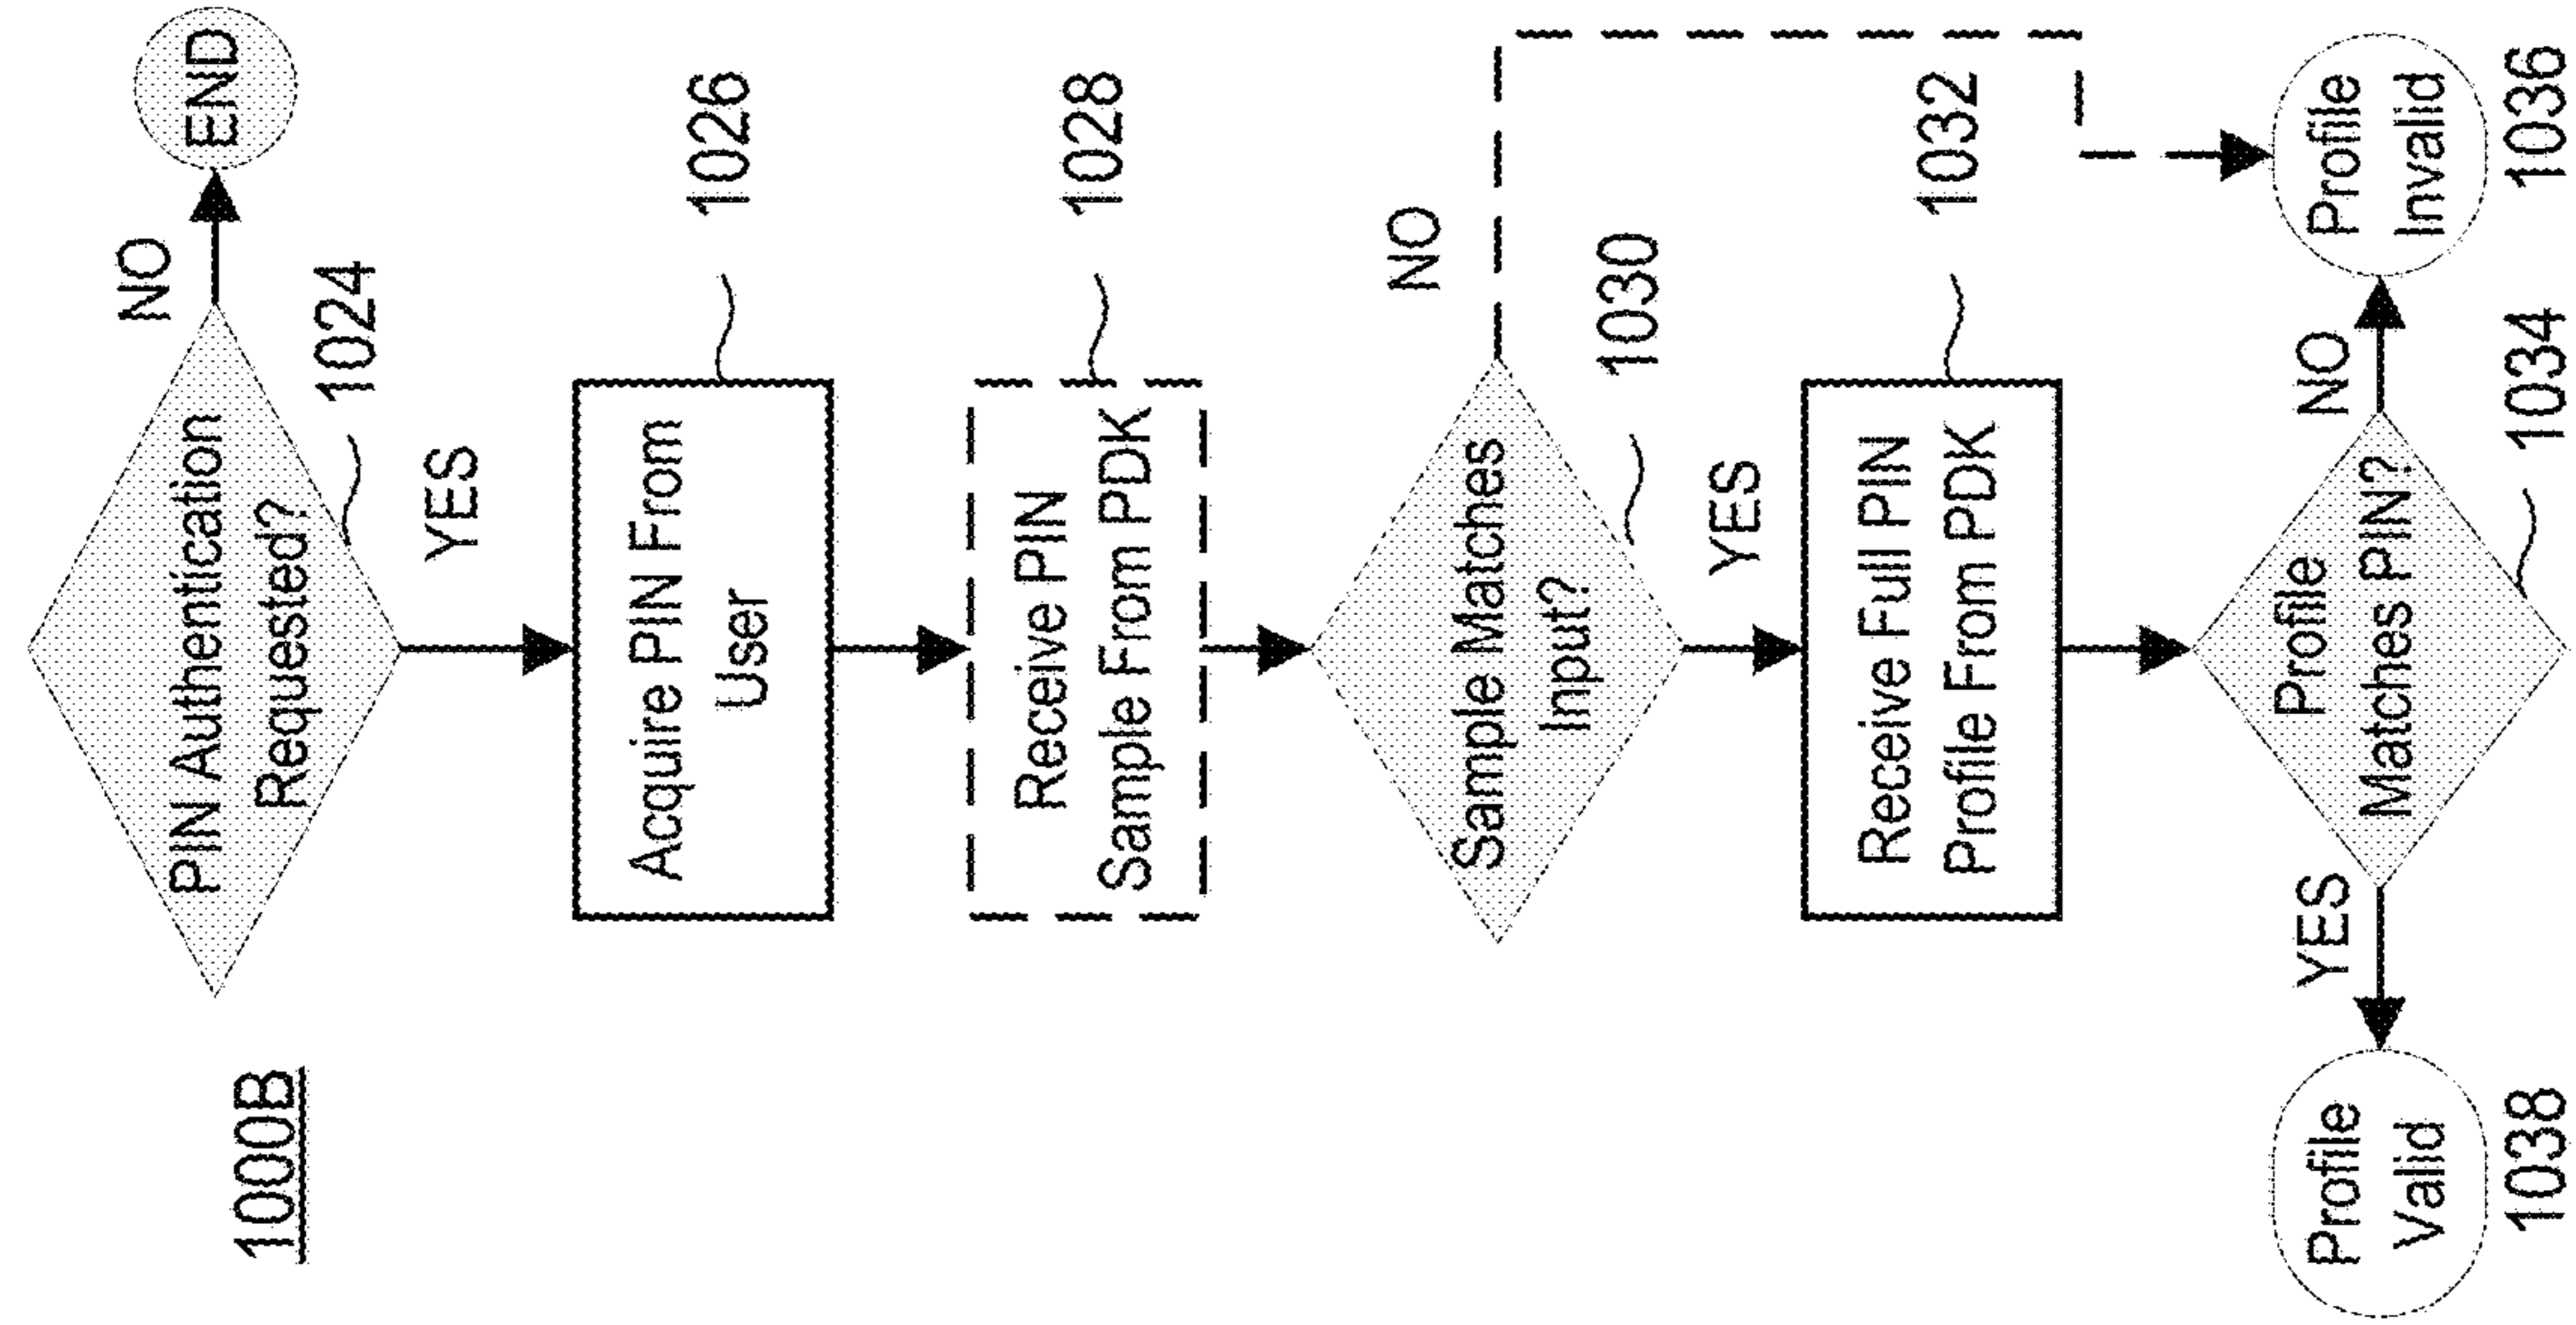 1000B
PIN Authentication
Requested?
1024
NO
END
YES
Acquire PIN From
User
1026
Receive PIN
Sample From PDK
1028
Sample Matches
Input?
1030
NO
YES
Receive Full PIN
Profile From PDK
1032
Profile
Matches PIN?
1034
YES
NO
Profile
Valid
1038
Profile
Invalid
1036